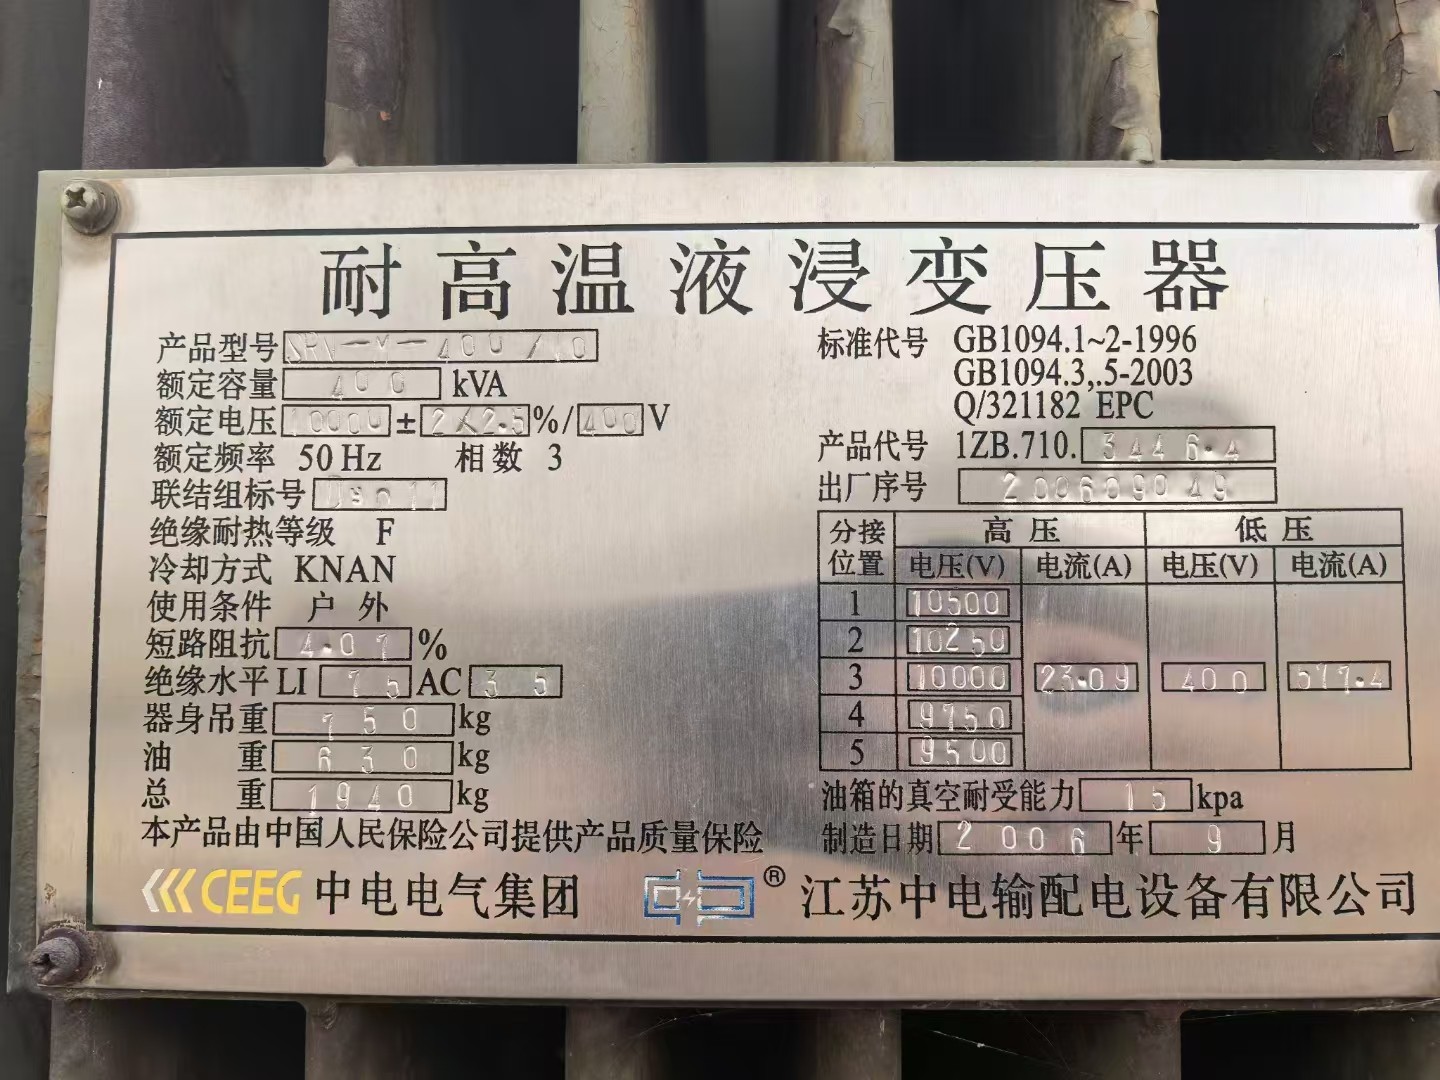 耐高温液浸变压器
产品型号 SRN-M-400/10
额定容量 400 kVA
额定电压 10000 ± 2×2.5 %/ 400 V
额定频率 50 Hz 相数 3
联结组标号 Dyn11
绝缘耐热等级 F
冷却方式 KNAN
使用条件 户外
短路阻抗 4.07 %
绝缘水平 LI 75 AC 35
器身吊重 750 kg
油重 630 kg
总重 1940 kg
本产品由中国人民保险公司提供产品质量保险
标准代号 GB1094.1~2-1996
GB1094.3,.5-2003
Q/321182 EPC
产品代号 1ZB.710. 3446.4
出厂序号 200609049
分接位置 高压 低压
电压(V) 电流(A) 电压(V) 电流(A)
1 10500
2 10250
3 10000 23.09 400 577.4
4 9750
5 9500
油箱的真空耐受能力 15 kpa
制造日期 2006 年 9 月
CEEG 中电电气集团 ® 江苏中电输配电设备有限公司